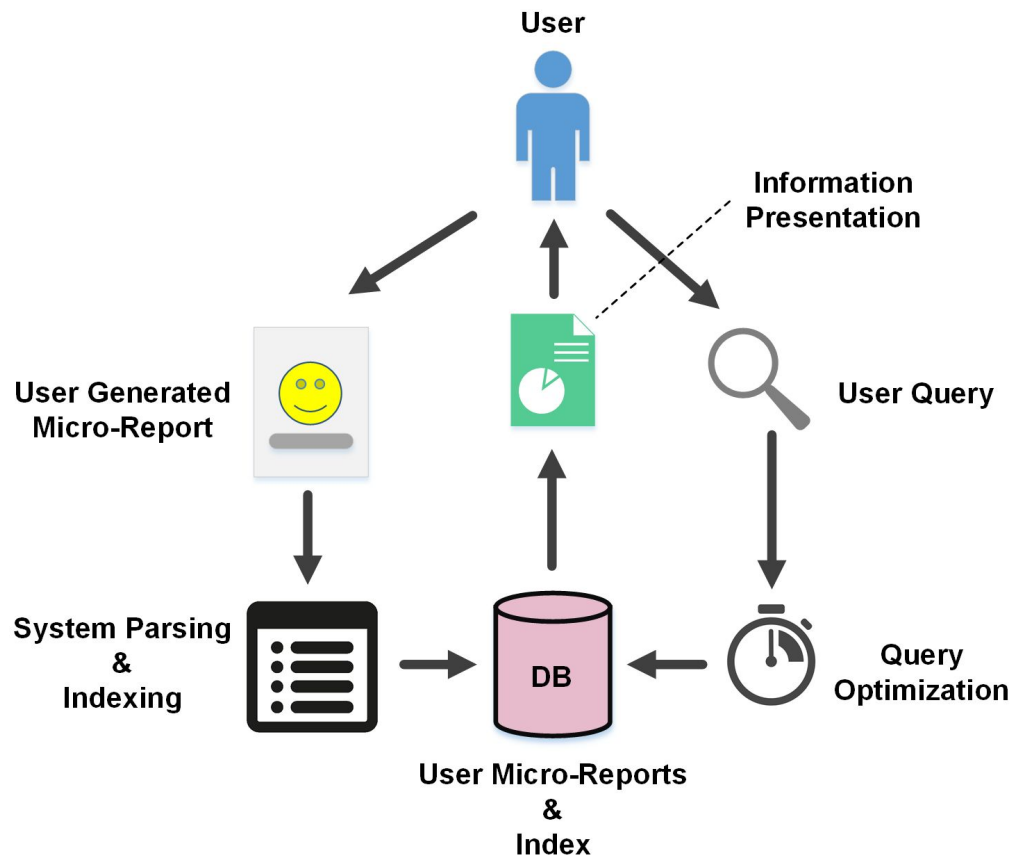 User
Information
Presentation
User Generated
Micro-Report
User Query
System Parsing
&
Indexing
DB
Query
Optimization
User Micro-Reports
&
Index